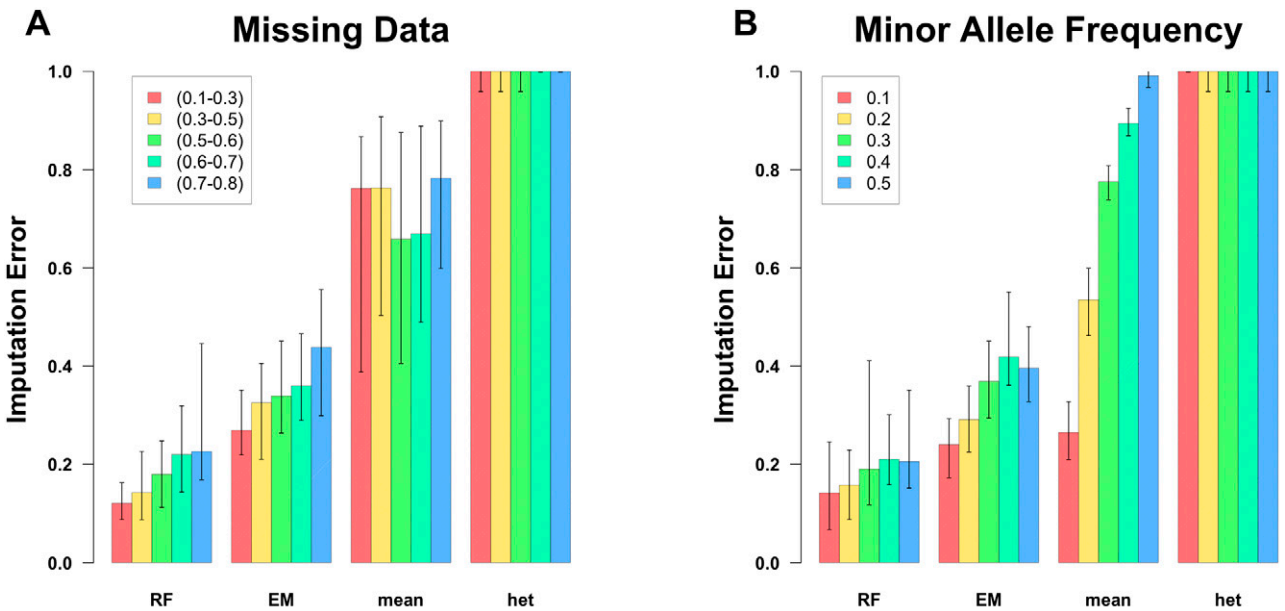 A
Missing Data
Imputation Error
1.0
0.8
0.6
0.4
0.2
0.0
(0.1-0.3)
(0.3-0.5)
(0.5-0.6)
(0.6-0.7)
(0.7-0.8)
RF EM mean het
B
Minor Allele Frequency
Imputation Error
1.0
0.8
0.6
0.4
0.2
0.0
0.1
0.2
0.3
0.4
0.5
RF EM mean het